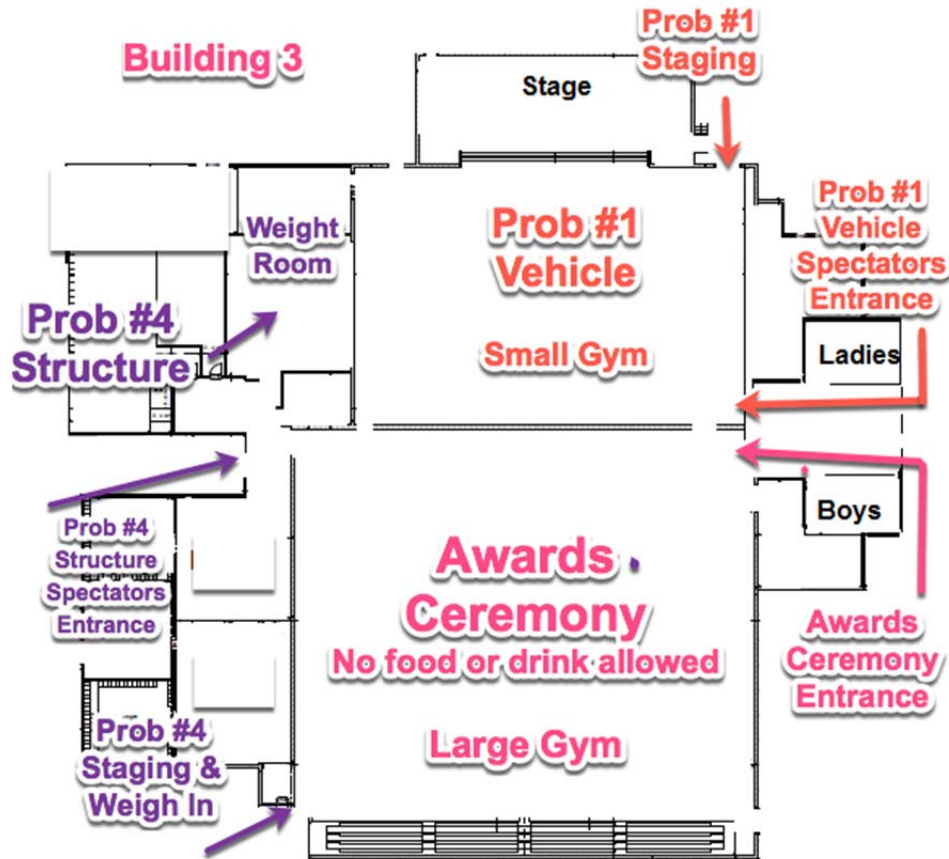 Building 3
Prob #1
Staging
Stage
Weight
Room
Prob #1
Vehicle
Small Gym
Prob #1
Vehicle
Spectators
Entrance
Prob #4
Structure
Ladies
Prob #4
Structure
Spectators
Entrance
Boys
Awards
Ceremony
No food or drink allowed
Large Gym
Awards
Ceremony
Entrance
Prob #4
Staging &
Weigh In